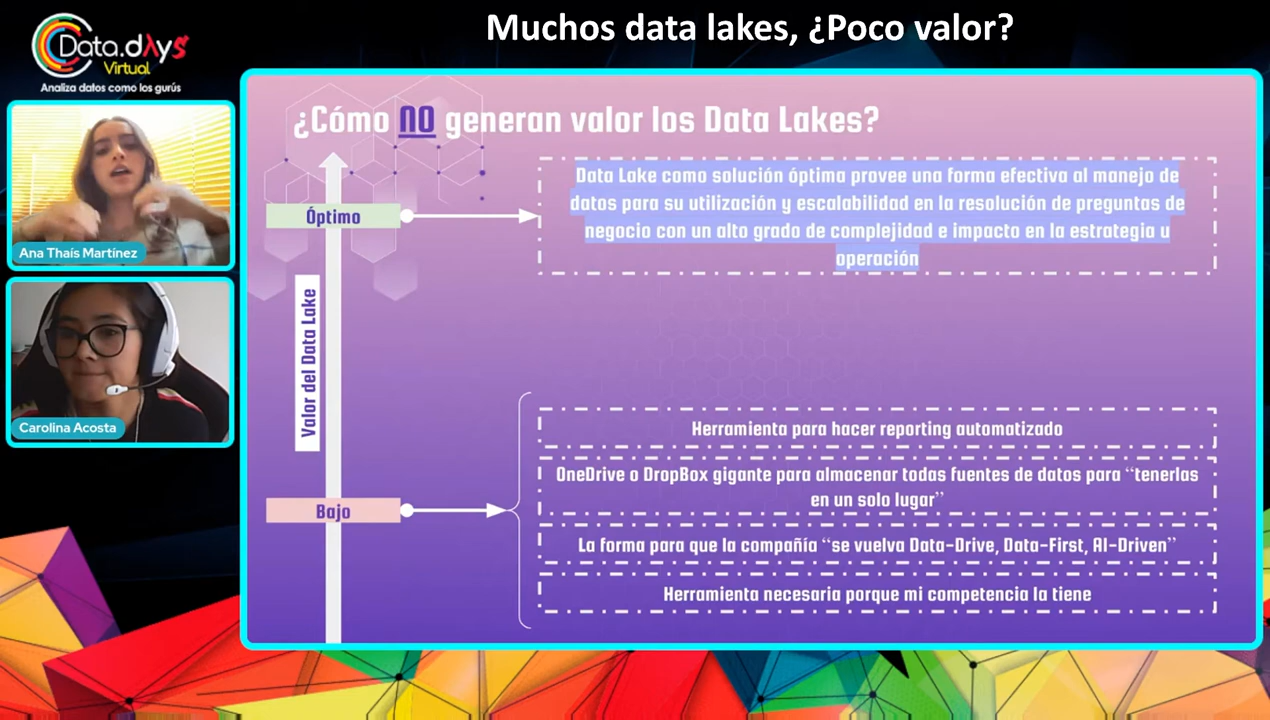 Muchos data lakes, ¿Poco valor?
Data.dλys
Virtual
Analiza datos como los gurús
Ana Thaís Martínez
Carolina Acosta
¿Cómo NO generan valor los Data Lakes?
Óptimo
Data Lake como solución óptima provee una forma efectiva al manejo de
datos para su utilización y escalabilidad en la resolución de preguntas de
negocio con un alto grado de complejidad e impacto en la estrategia u
operación
Valor del Data Lake
Bajo
Herramienta para hacer reporting automatizado
OneDrive o DropBox gigante para almacenar todas fuentes de datos para “tenerlas
en un solo lugar”
La forma para que la compañía “se vuelva Data-Drive, Data-First, AI-Driven”
Herramienta necesaria porque mi competencia la tiene